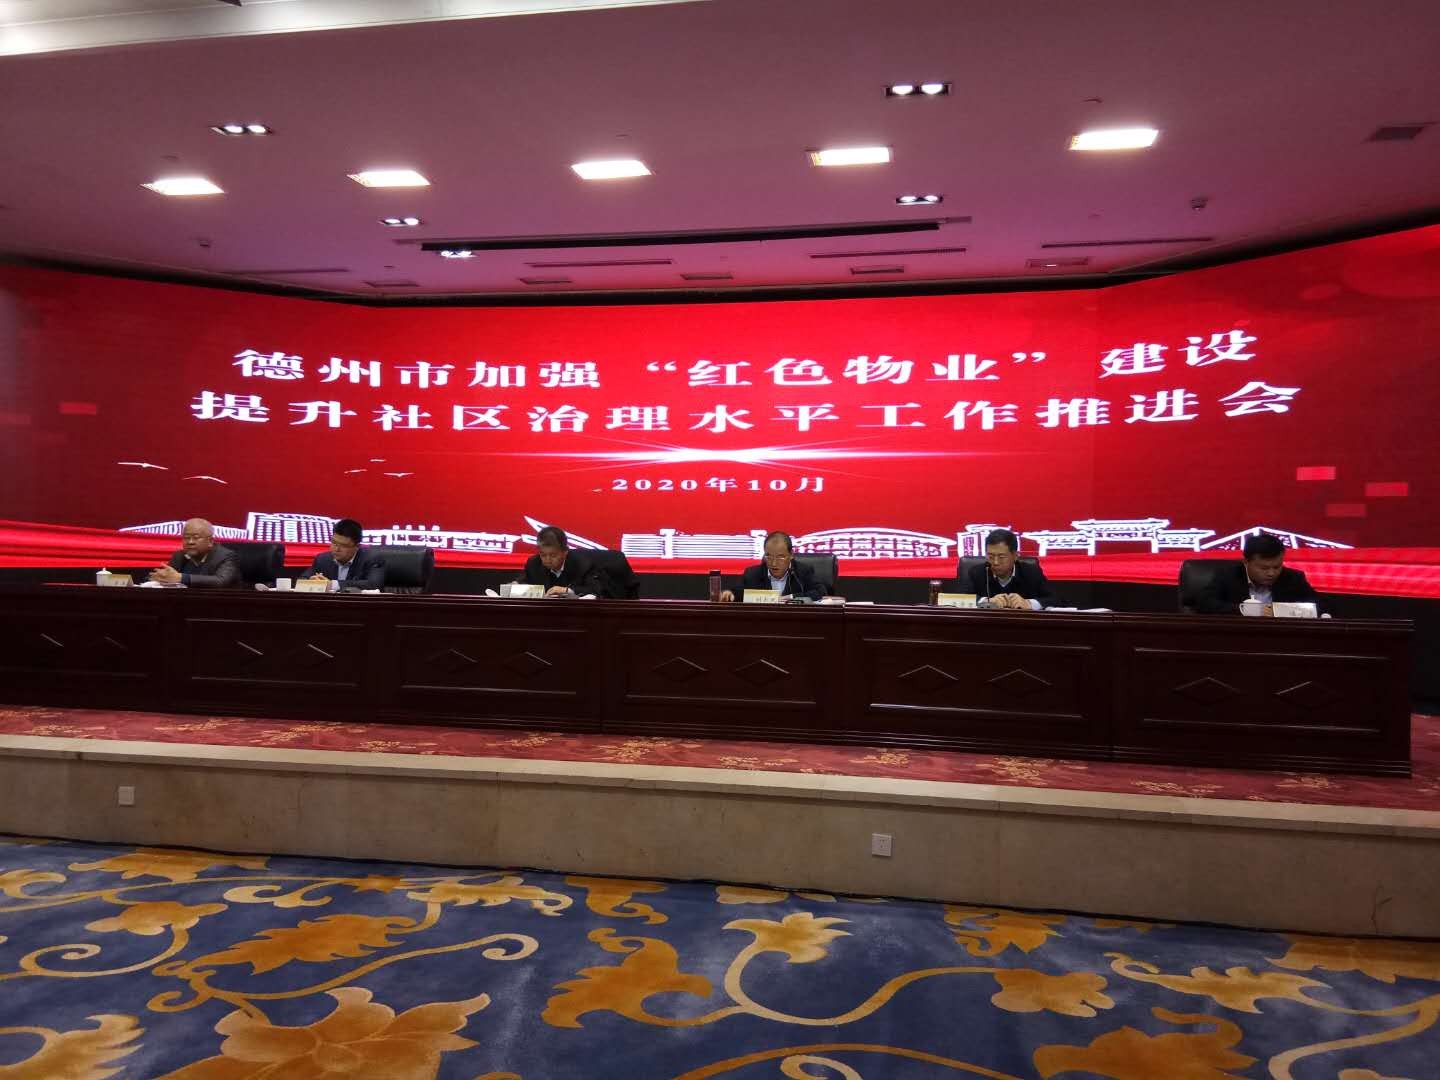 德州市加强“红色物业”建设
提升社区治理水平工作推进会
2020年10月